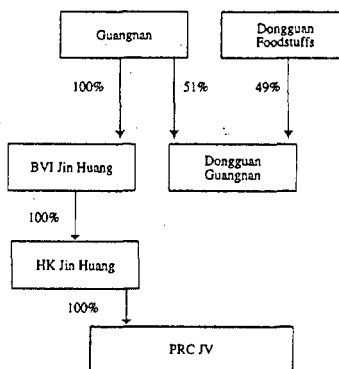 Guangnan
Dongguan
Foodstuffs
100%
51%
49%
BVI Jin Huang
Dongguan
Guangnan
100%
HK Jin Huang
100%
PRC JV